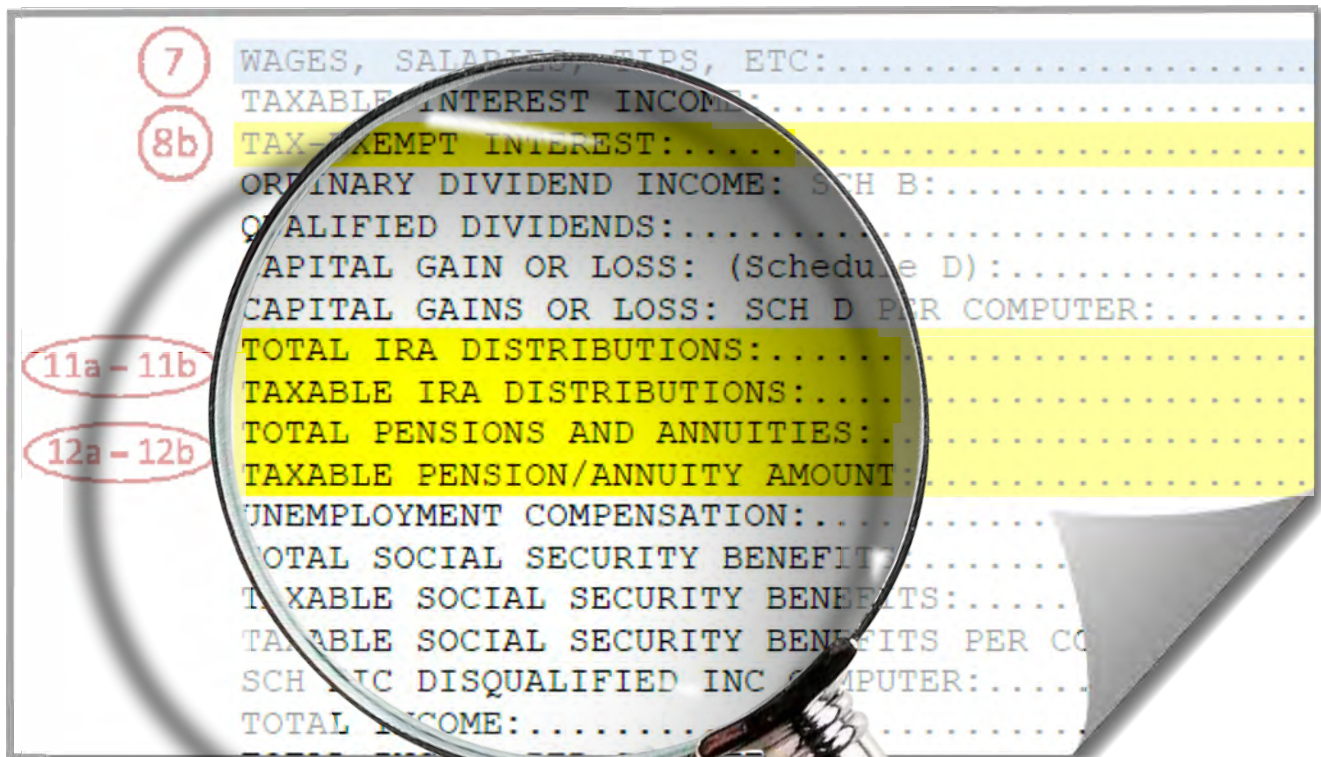 7 WAGES, SALARIES, TIPS, ETC:
TAXABLE INTEREST INCOME:
8b TAX-EXEMPT INTEREST:
ORDINARY DIVIDEND INCOME: SCH B:
QUALIFIED DIVIDENDS:
CAPITAL GAIN OR LOSS: (Schedule D):
CAPITAL GAINS OR LOSS: SCH D PER COMPUTER:
11a – 11b TOTAL IRA DISTRIBUTIONS:
TAXABLE IRA DISTRIBUTIONS:
12a – 12b TOTAL PENSIONS AND ANNUITIES:
TAXABLE PENSION/ANNUITY AMOUNT:
UNEMPLOYMENT COMPENSATION:
TOTAL SOCIAL SECURITY BENEFITS:
TAXABLE SOCIAL SECURITY BENEFITS:
TAXABLE SOCIAL SECURITY BENEFITS PER
SCH EIC DISQUALIFIED INC COMPUTER:
TOTAL INCOME: